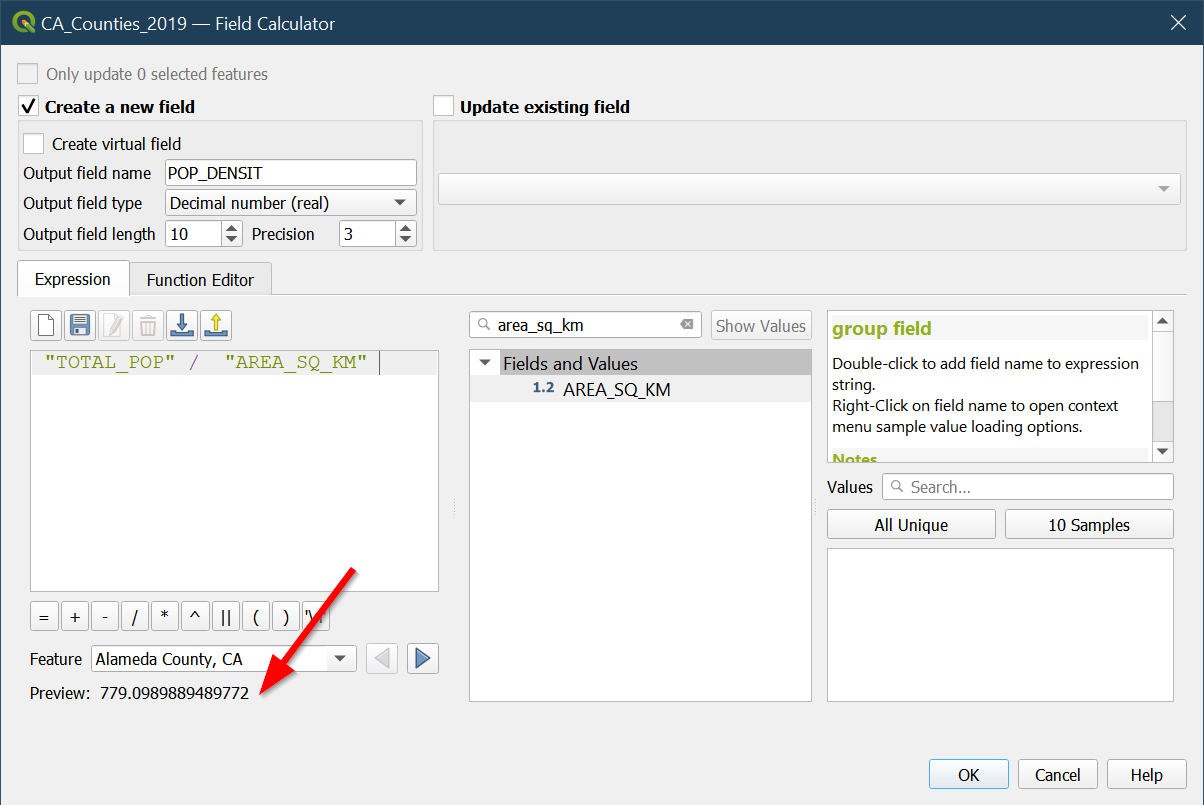 CA_Counties_2019 — Field Calculator
Only update 0 selected features
Create a new field
Update existing field
Create virtual field
Output field name POP_DENSIT
Output field type Decimal number (real)
Output field length 10 Precision 3
Expression Function Editor
area_sq_km Show Values
"TOTAL_POP" / "AREA_SQ_KM"
Fields and Values
1.2 AREA_SQ_KM
group field
Double-click to add field name to expression
string.
Right-Click on field name to open context
menu sample value loading options.
Notes
Values Search...
All Unique 10 Samples
= + - / * ^ || ( )
Feature Alameda County, CA
Preview: 779.0989889489772
OK Cancel Help